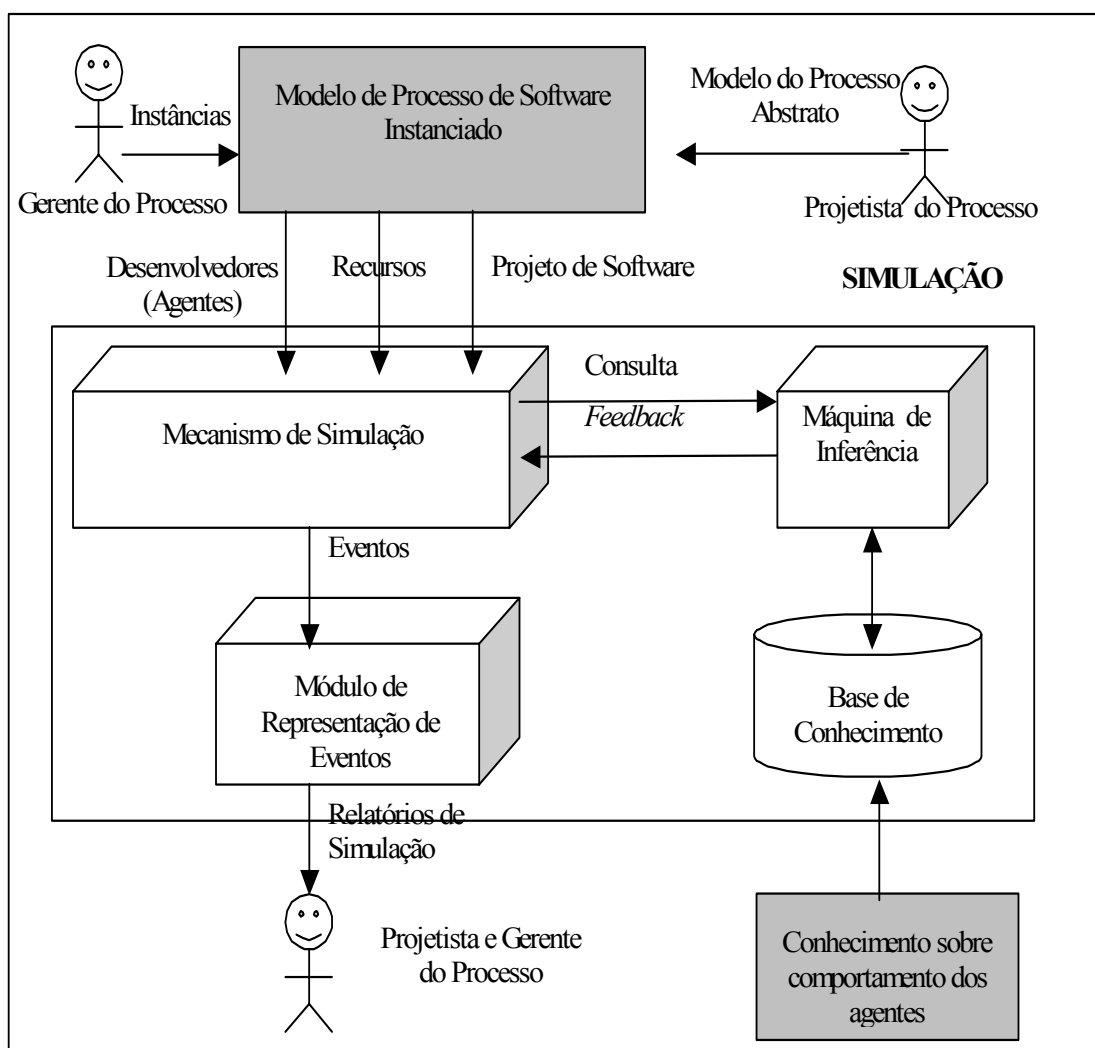 Modelo de Processo de Software
Instanciado
Instâncias
Gerente do Processo
Modelo do Processo
Abstrato
Projetista do Processo
Desenvolvedores
(Agentes)
Recursos
Projeto de Software
SIMULAÇÃO
Mecanismo de Simulação
Consulta
Feedback
Máquina de
Inferência
Eventos
Módulo de
Representação de
Eventos
Base de
Conhecimento
Relatórios de
Simulação
Projetista e Gerente
do Processo
Conhecimento sobre
comportamento dos
agentes